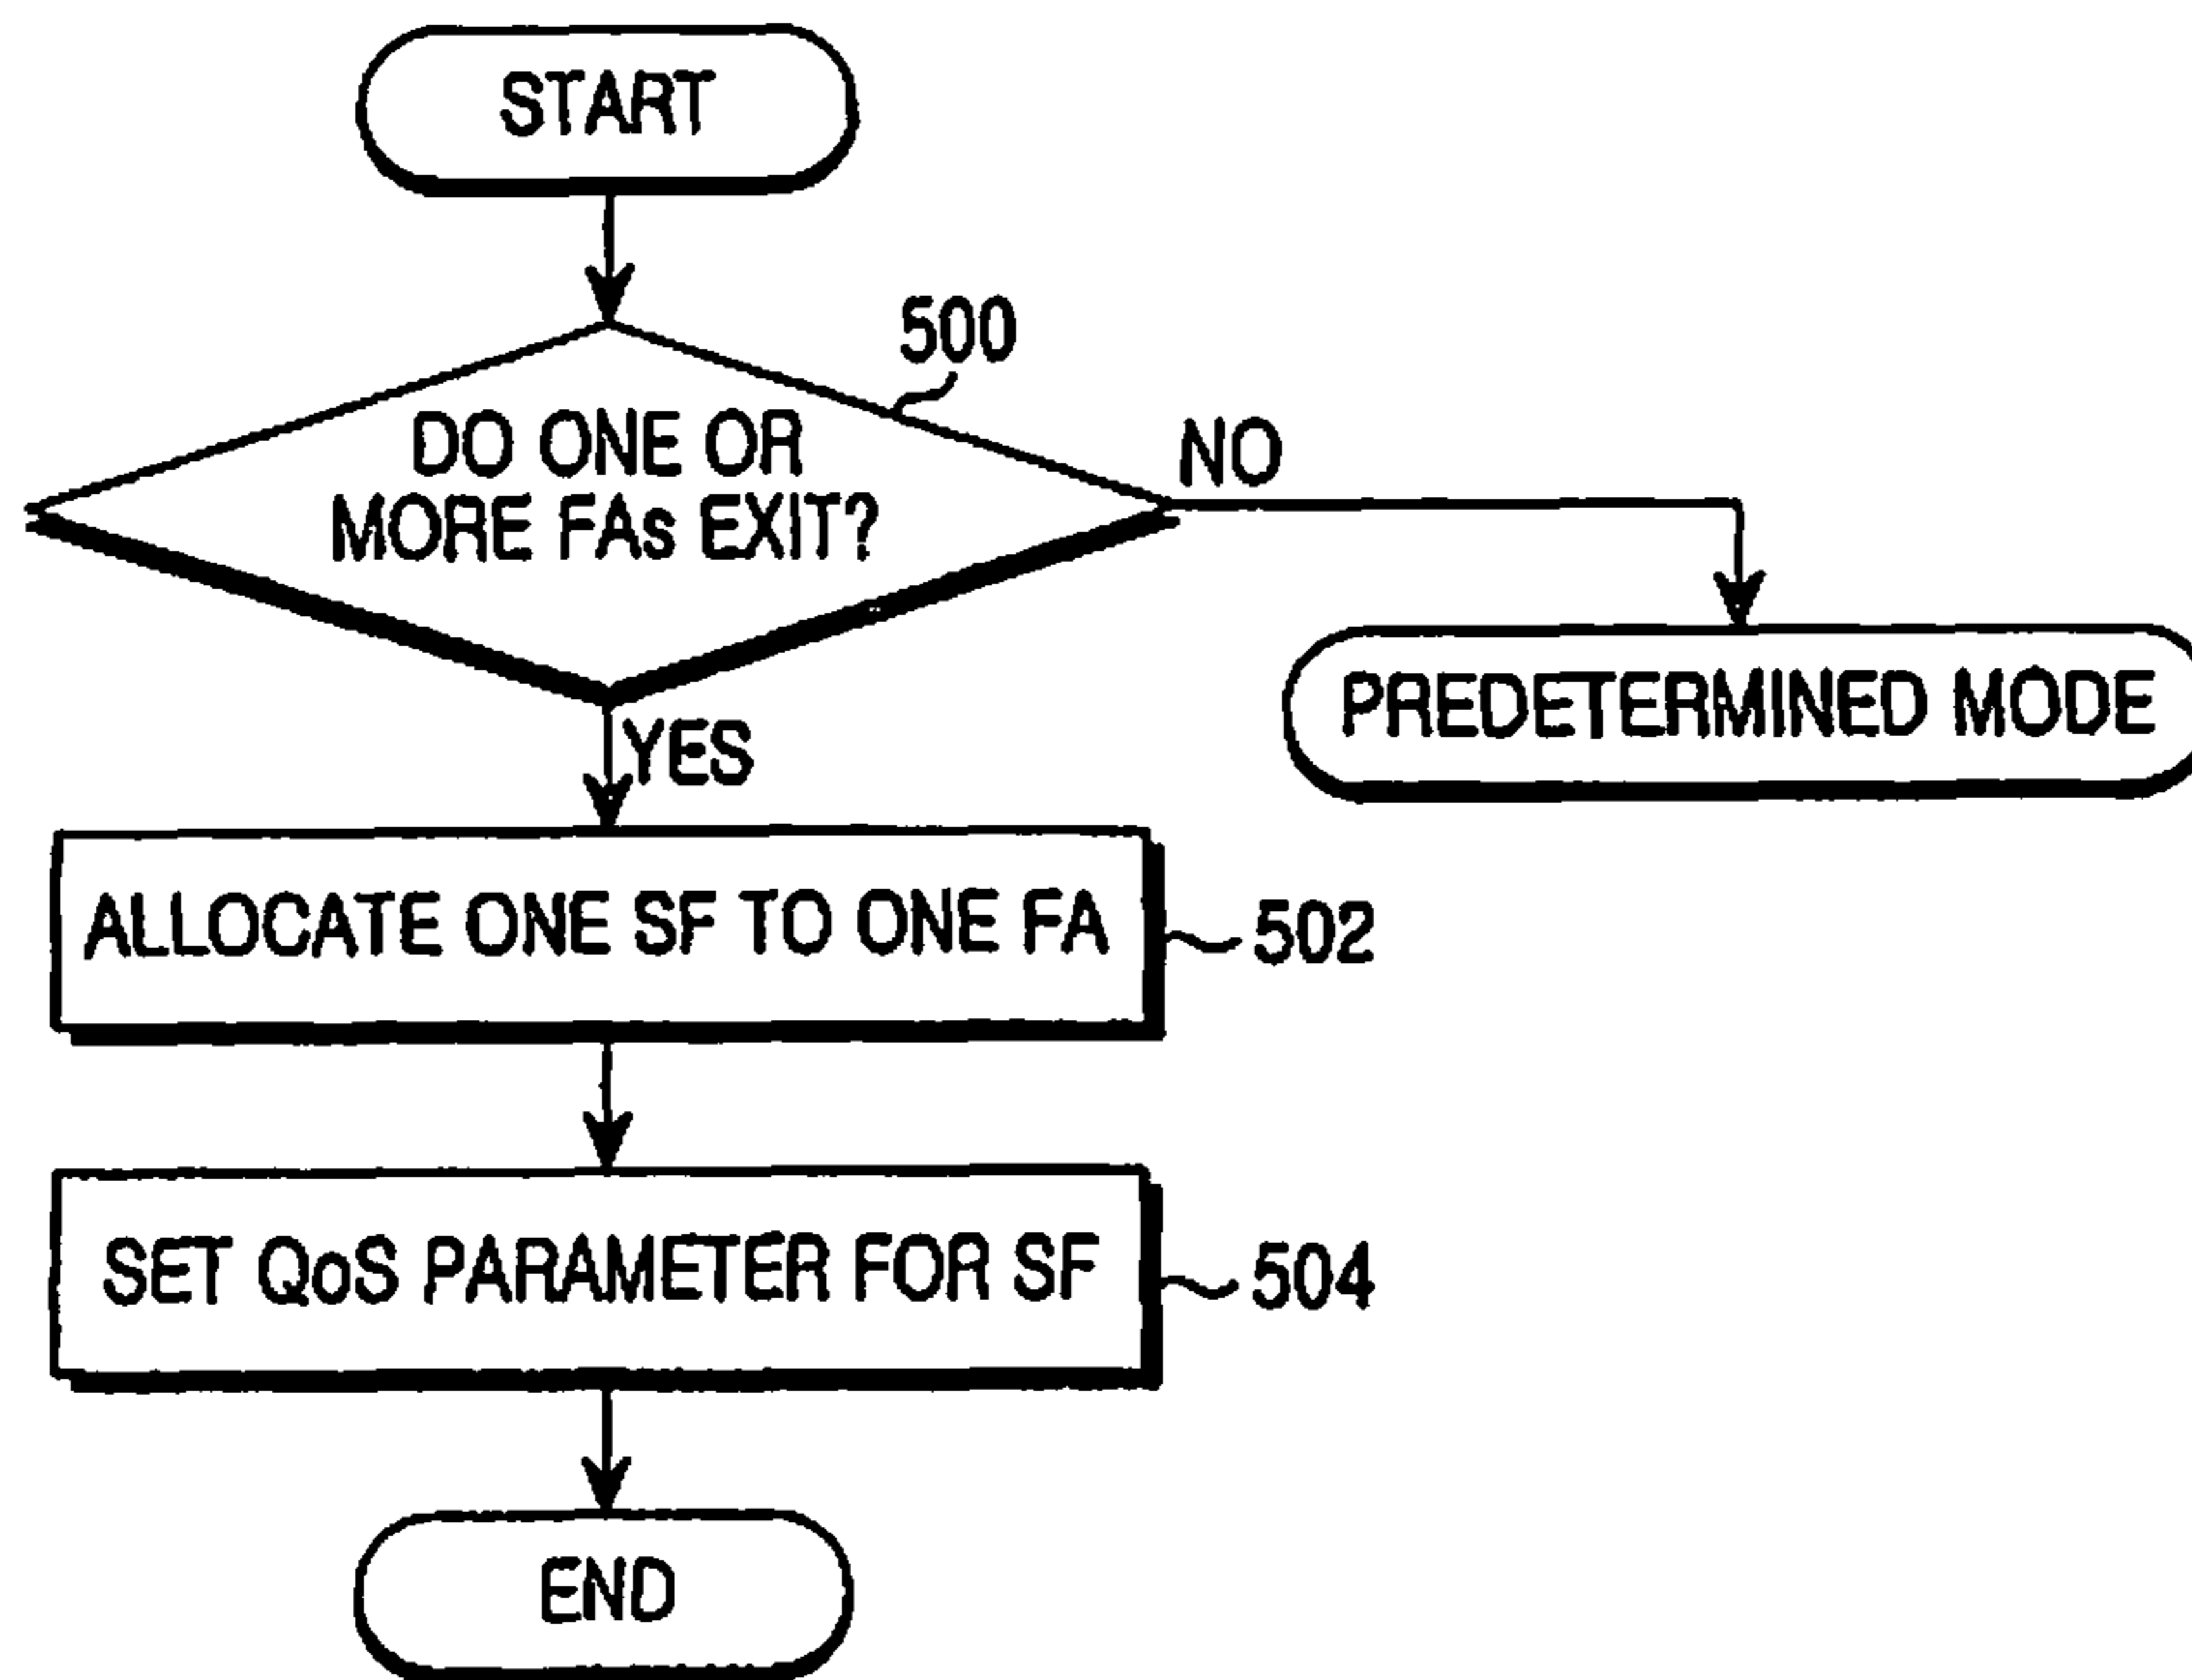 START
500
DO ONE OR
MORE FAs EXIT?
NO
PREDETERMINED MODE
YES
ALLOCATE ONE SF TO ONE FA
502
SET QoS PARAMETER FOR SF
504
END